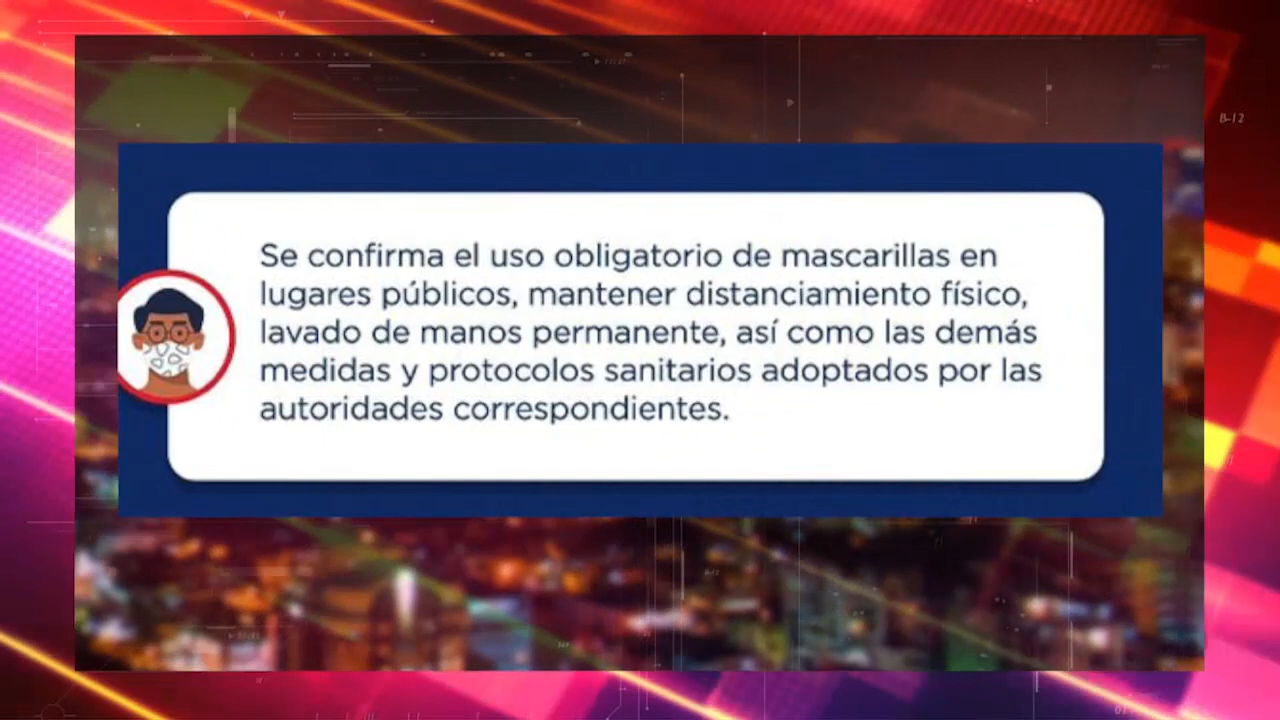 Se confirma el uso obligatorio de mascarillas en
lugares públicos, mantener distanciamiento físico,
lavado de manos permanente, así como las demás
medidas y protocolos sanitarios adoptados por las
autoridades correspondientes.
B-12